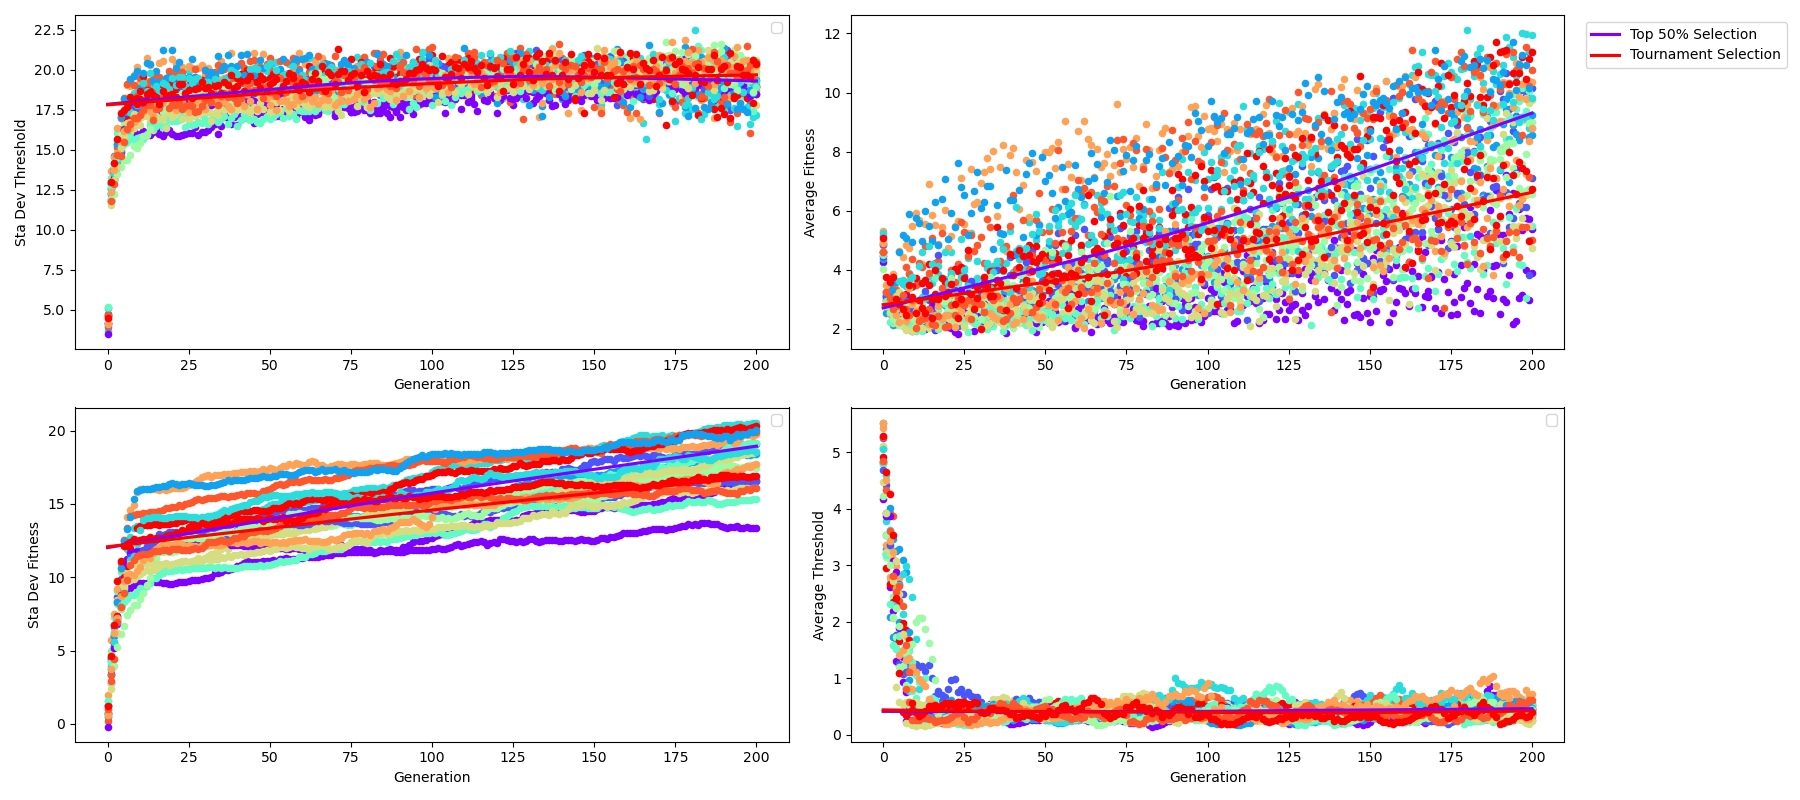 22.5
20.0
17.5
15.0
12.5
10.0
7.5
5.0
Sta Dev Threshold
0 25 50 75 100 125 150 175 200
Generation
12
10
8
6
4
2
Average Fitness
0 25 50 75 100 125 150 175 200
Generation
Top 50% Selection
Tournament Selection
20
15
10
5
0
Sta Dev Fitness
0 25 50 75 100 125 150 175 200
Generation
5
4
3
2
1
0
Average Threshold
0 25 50 75 100 125 150 175 200
Generation